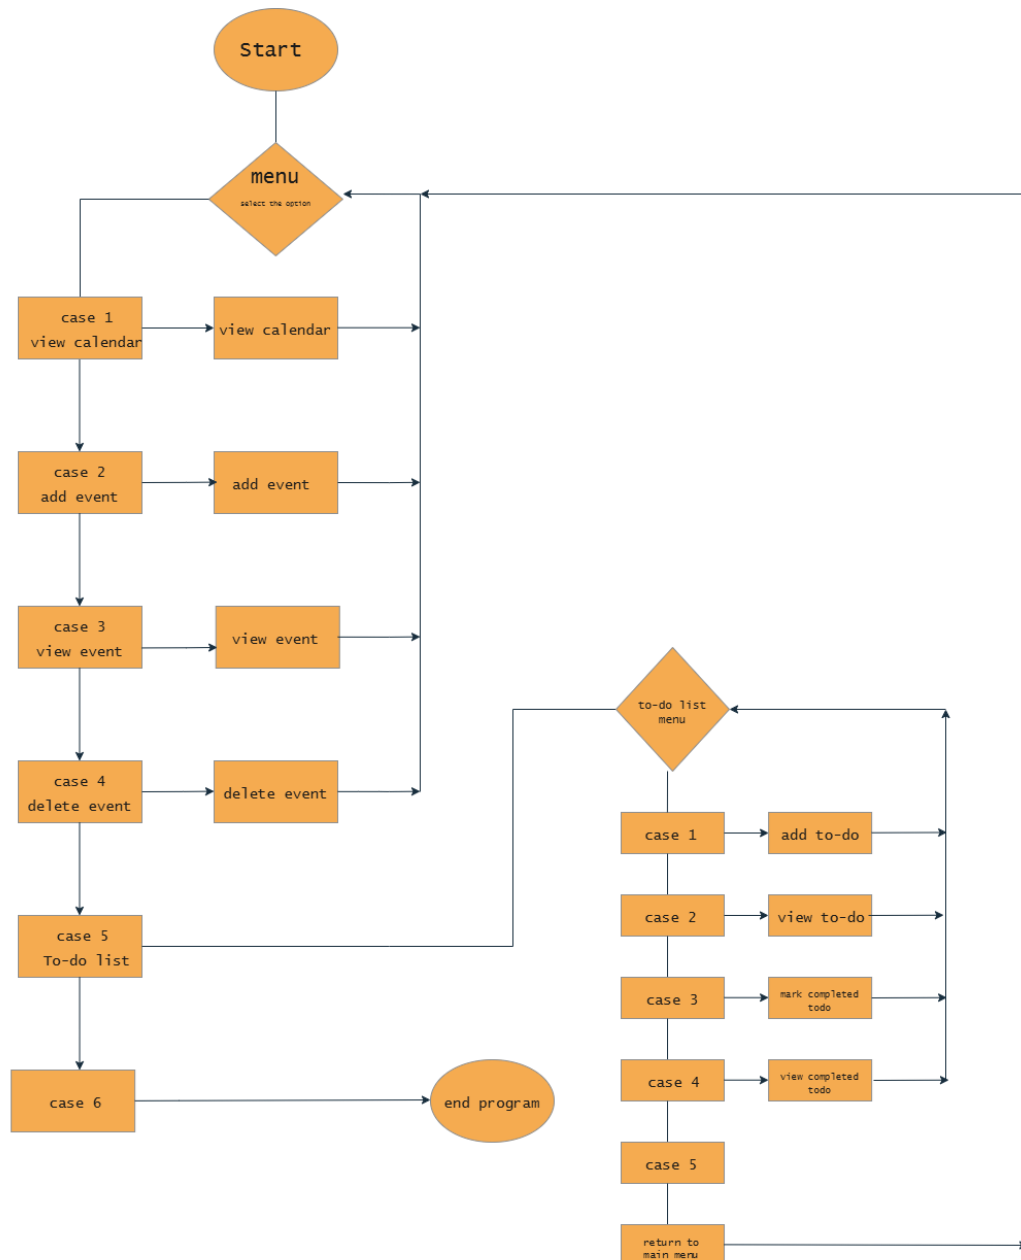 Start
menu
select the option
case 1
view calendar
view calendar
case 2
add event
add event
case 3
view event
view event
case 4
delete event
delete event
case 5
To-do list
case 6
end program
to-do list
menu
case 1
add to-do
case 2
view to-do
case 3
mark completed
todo
case 4
view completed
todo
case 5
return to
main menu